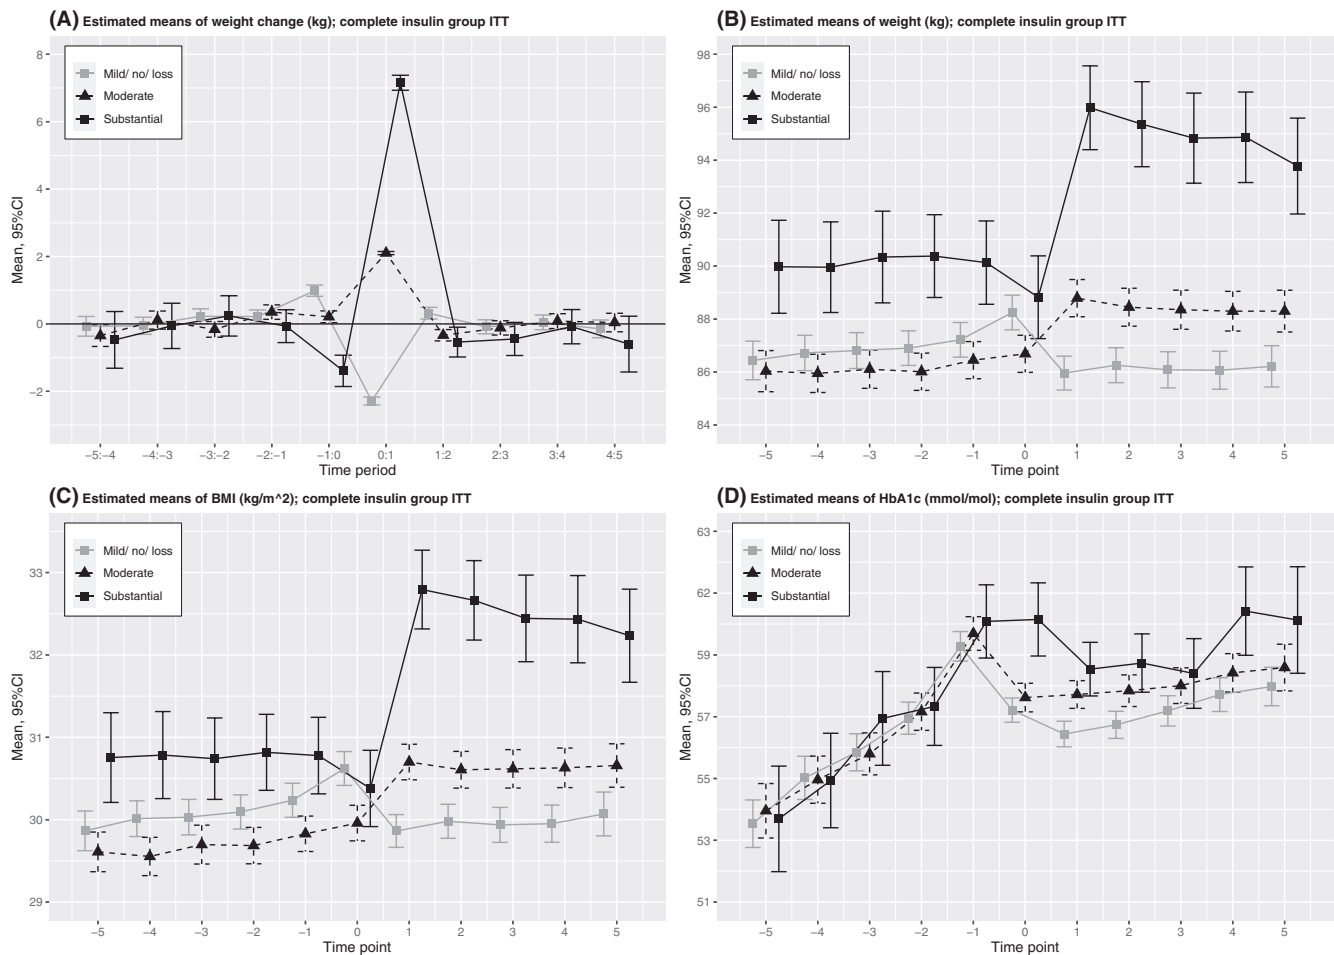 (A) Estimated means of weight change (kg); complete insulin group ITT
8
6
4
2
0
−2
Mean, 95%CI
Mild/ no/ loss
Moderate
Substantial
−5:−4 −4:−3 −3:−2 −2:−1 −1:0 0:1 1:2 2:3 3:4 4:5
Time period
(B) Estimated means of weight (kg); complete insulin group ITT
98
96
94
92
90
88
86
84
Mean, 95%CI
Mild/ no/ loss
Moderate
Substantial
−5 −4 −3 −2 −1 0 1 2 3 4 5
Time point
(C) Estimated means of BMI (kg/m^2); complete insulin group ITT
33
32
31
30
29
Mean, 95%CI
Mild/ no/ loss
Moderate
Substantial
−5 −4 −3 −2 −1 0 1 2 3 4 5
Time point
(D) Estimated means of HbA1c (mmol/mol); complete insulin group ITT
63
62
59
57
55
53
51
Mean, 95%CI
Mild/ no/ loss
Moderate
Substantial
−5 −4 −3 −2 −1 0 1 2 3 4 5
Time point